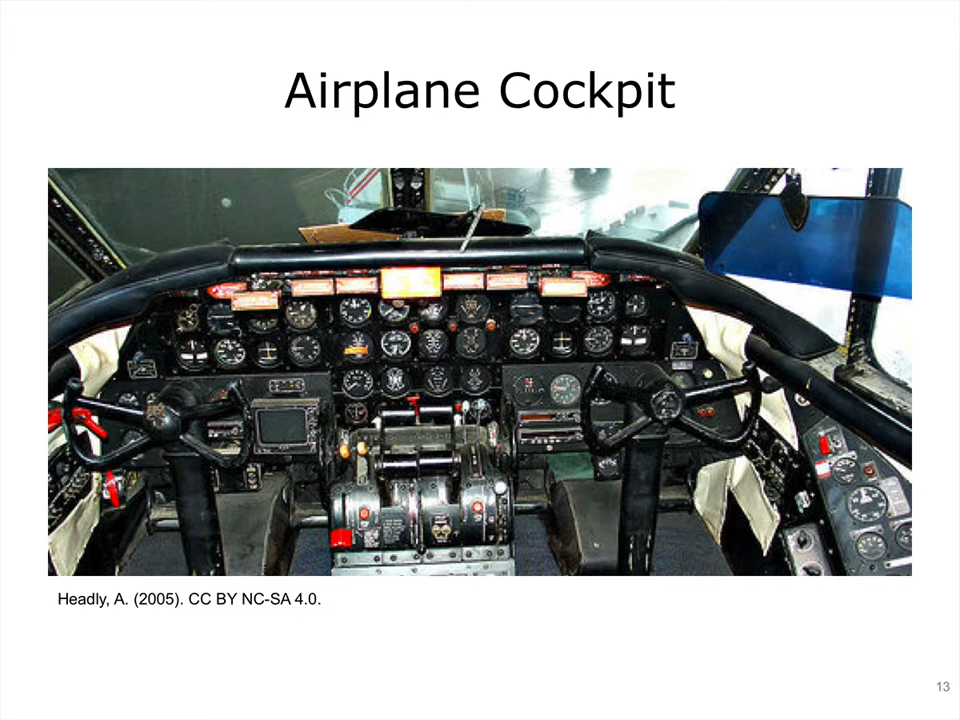 Airplane Cockpit
Headly, A. (2005). CC BY NC-SA 4.0.
13